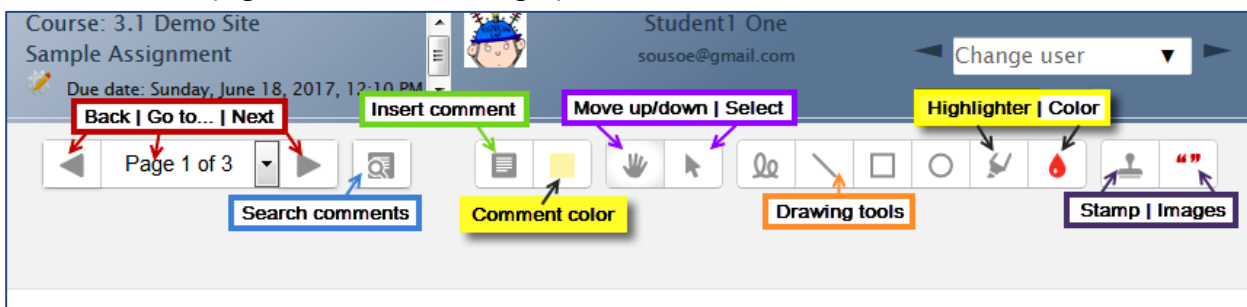 Course: 3.1 Demo Site
Sample Assignment
Due date: Sunday, June 18, 2017, 12:10 PM
Student1 One
sousoe@gmail.com
Change user
Back | Go to... | Next
Insert comment
Move up/down | Select
Highlighter | Color
Page 1 of 3
Search comments
Comment color
Drawing tools
Stamp | Images